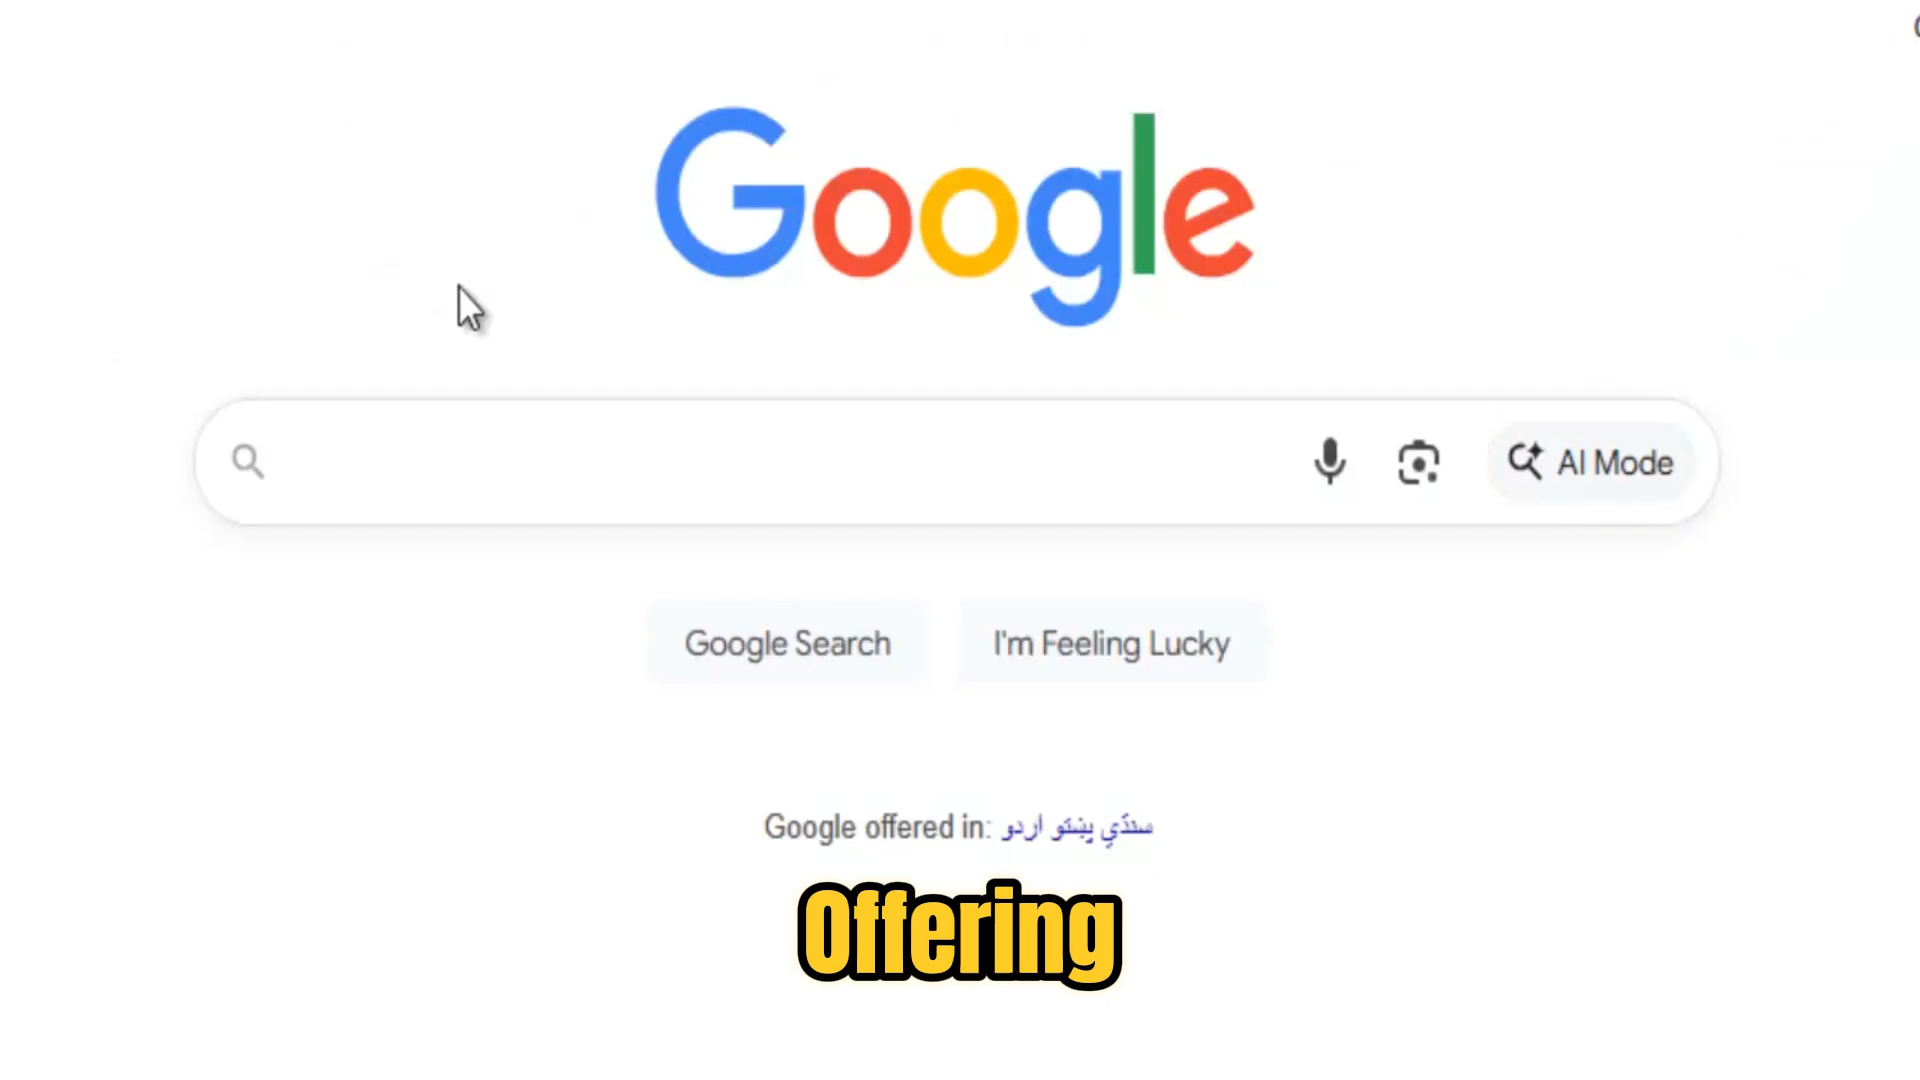 Google
AI Mode
Google Search
I'm Feeling Lucky
Google offered in: اردو پښتو سنڌي
Offering